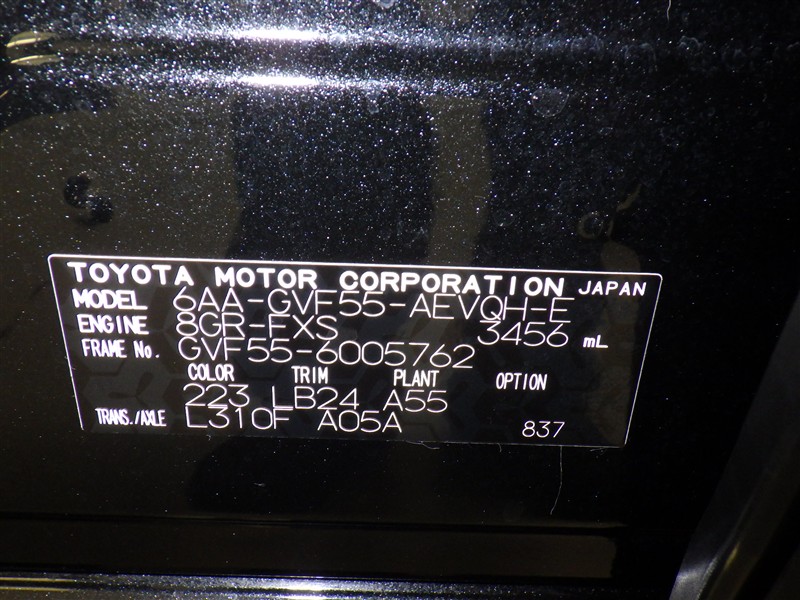 TOYOTA MOTOR CORPORATION JAPAN
MODEL 6AA-GVF55-AEVQH-E
ENGINE 8GR-FXS 3456 mL
FRAME No. GVF55-6005762
COLOR TRIM PLANT OPTION
223 LB24 A55
TRANS./AXLE L310F A05A 837